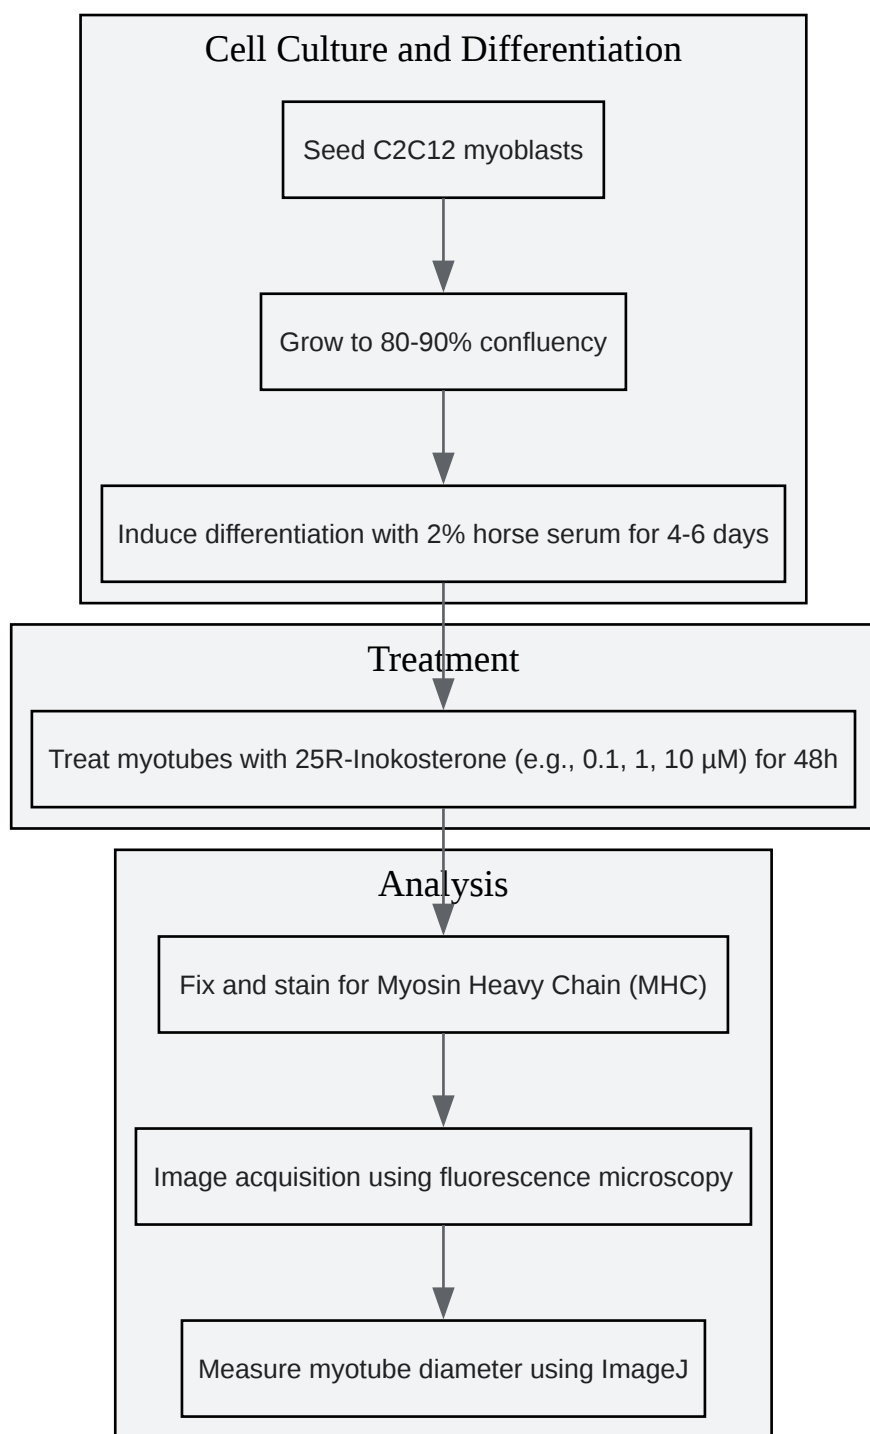 Cell Culture and Differentiation
Seed C2C12 myoblasts
Grow to 80-90% confluency
Induce differentiation with 2% horse serum for 4-6 days
Treatment
Treat myotubes with 25R-Inokosterone (e.g., 0.1, 1, 10 µM) for 48h
Analysis
Fix and stain for Myosin Heavy Chain (MHC)
Image acquisition using fluorescence microscopy
Measure myotube diameter using ImageJ